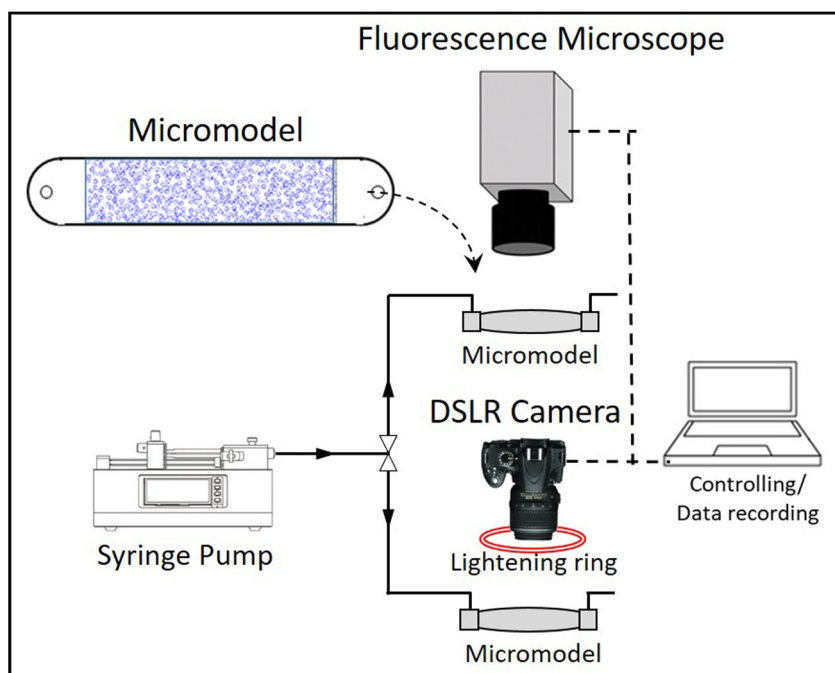 Fluorescence Microscope
Micromodel
Micromodel
DSLR Camera
Controlling/
Data recording
Syringe Pump
Lightening ring
Micromodel